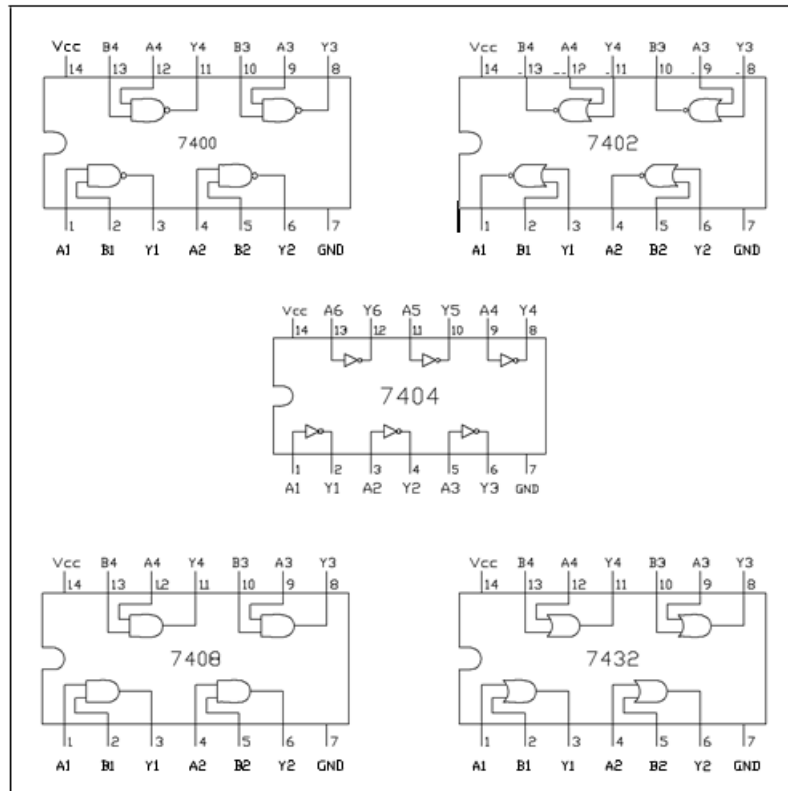 Vcc B4 A4 Y4 B3 A3 Y3
14 13 12 11 10 9 8
7400
1 2 3 4 5 6 7
A1 B1 Y1 A2 B2 Y2 GND
Vcc B4 A4 Y4 B3 A3 Y3
14 13 12 11 10 9 8
7402
1 2 3 4 5 6 7
A1 B1 Y1 A2 B2 Y2 GND
Vcc A6 Y6 A5 Y5 A4 Y4
14 13 12 11 10 9 8
7404
1 2 3 4 5 6 7
A1 Y1 A2 Y2 A3 Y3 GND
Vcc B4 A4 Y4 B3 A3 Y3
14 13 12 11 10 9 8
7408
1 2 3 4 5 6 7
A1 B1 Y1 A2 B2 Y2 GND
Vcc B4 A4 Y4 B3 A3 Y3
14 13 12 11 10 9 8
7432
1 2 3 4 5 6 7
A1 B1 Y1 A2 B2 Y2 GND